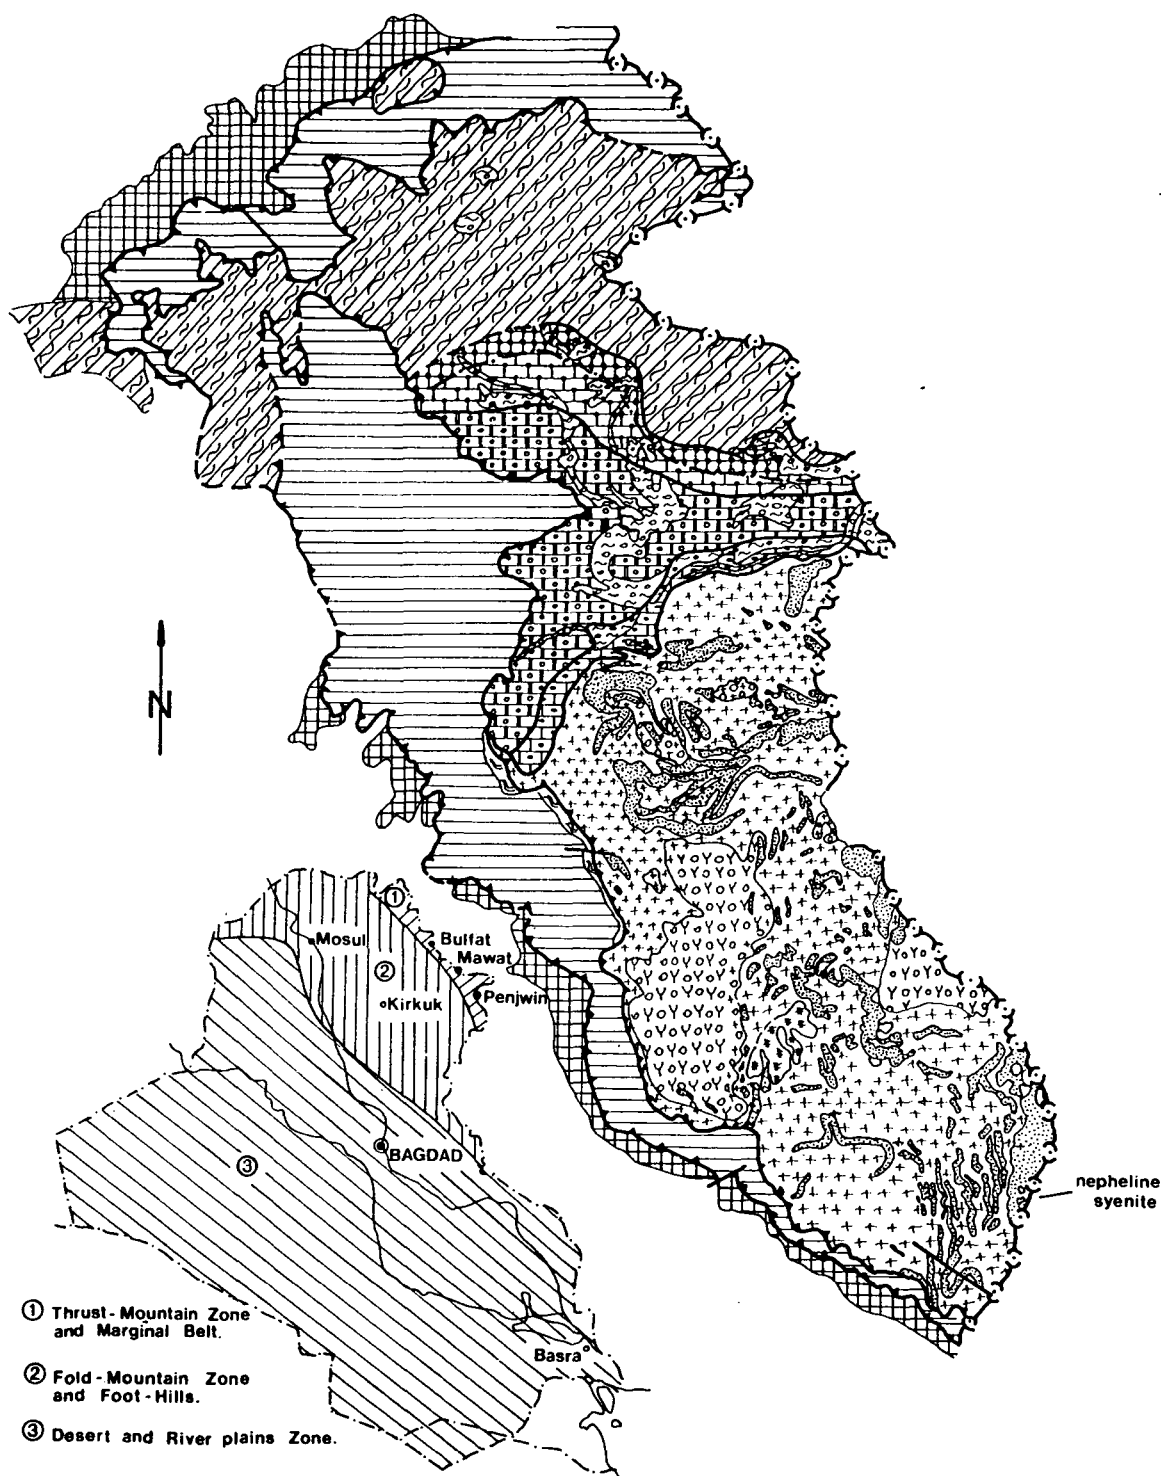 N
①
Mosul
Bulfat
②
Mawat
Kirkuk
Penjwin
BAGDAD
③
nepheline
syenite
Basra
① Thrust-Mountain Zone
and Marginal Belt.
② Fold-Mountain Zone
and Foot-Hills.
③ Desert and River plains Zone.